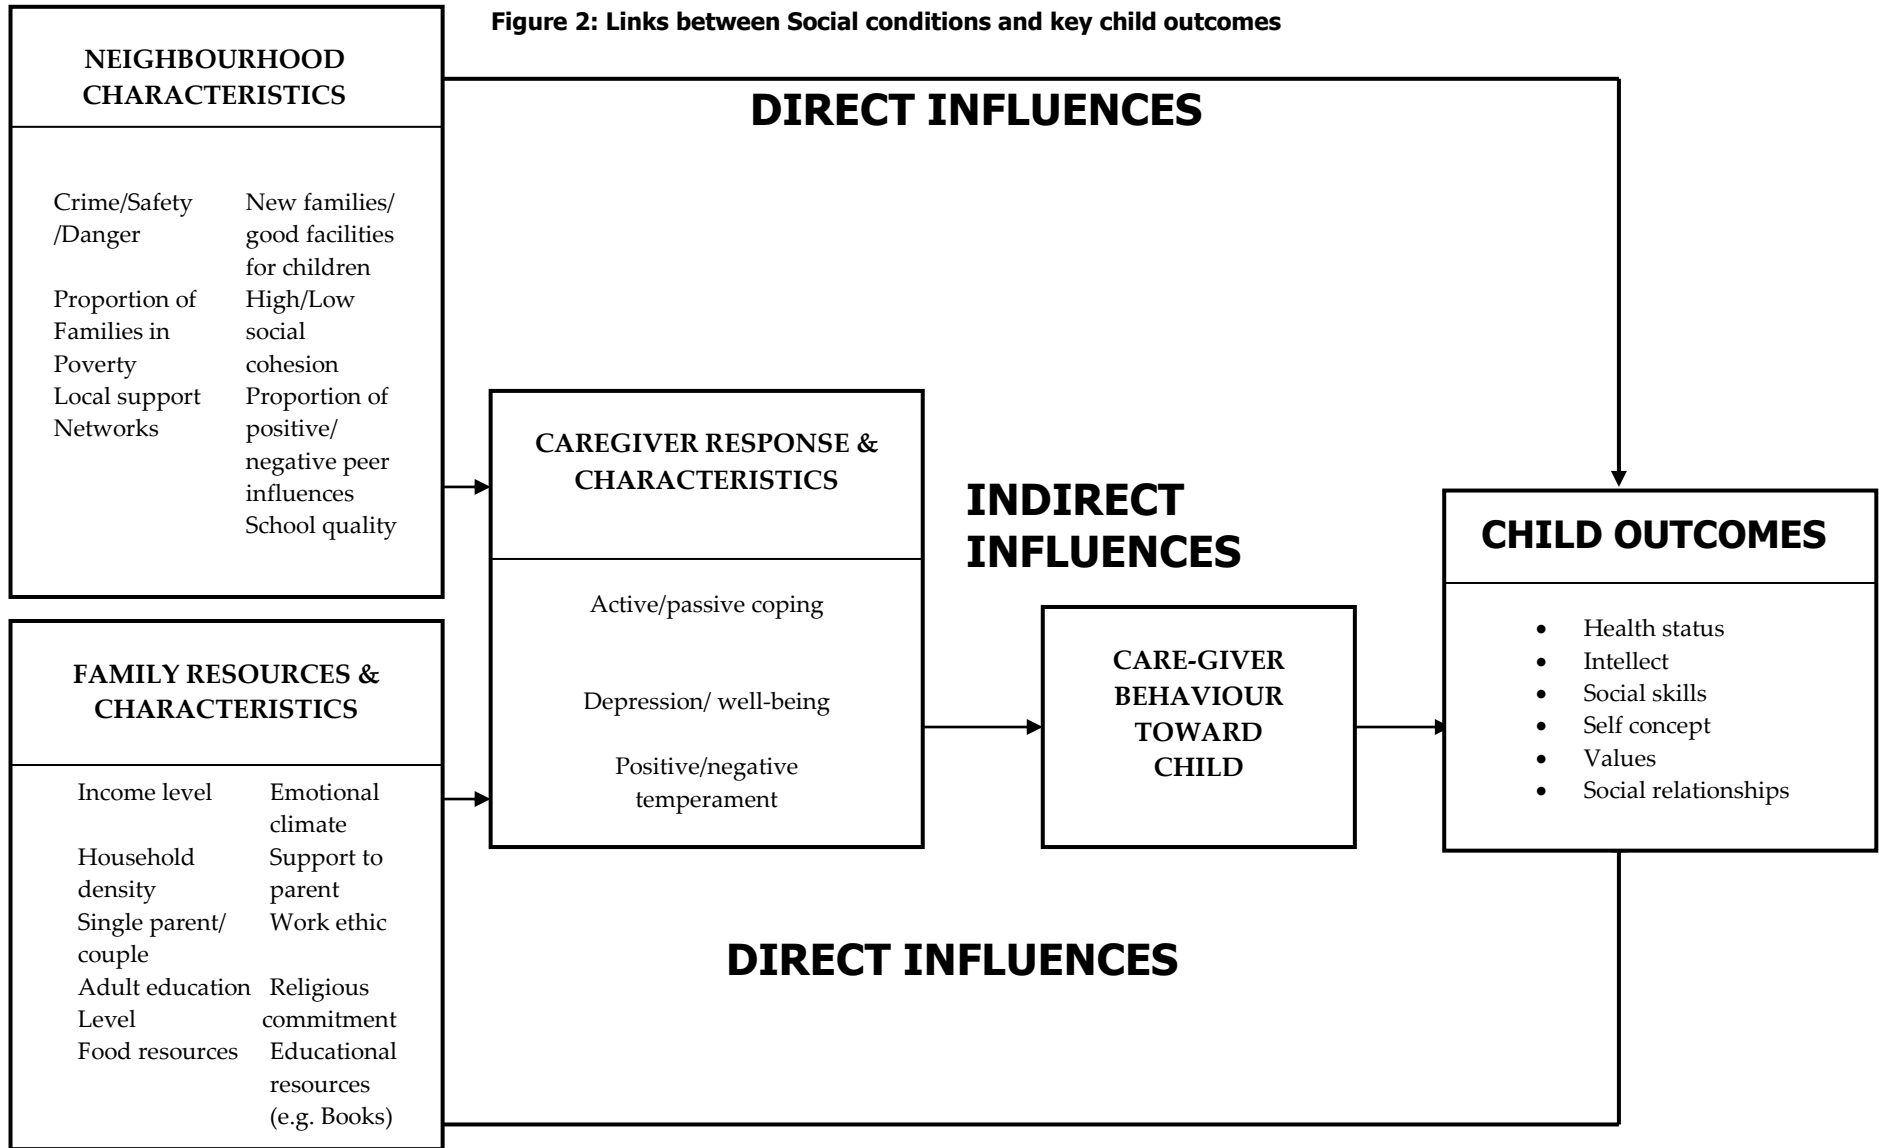 Figure 2: Links between Social conditions and key child outcomes
NEIGHBOURHOOD
CHARACTERISTICS
Crime/Safety
/Danger
Proportion of
Families in
Poverty
Local support
Networks
New families/
good facilities
for children
High/Low
social
cohesion
Proportion of
positive/
negative peer
influences
School quality
DIRECT INFLUENCES
FAMILY RESOURCES &
CHARACTERISTICS
Income level
Household
density
Single parent/
couple
Adult education
Level
Food resources
Emotional
climate
Support to
parent
Work ethic
Religious
commitment
Educational
resources
(e.g. Books)
CAREGIVER RESPONSE &
CHARACTERISTICS
Active/passive coping
Depression/ well-being
Positive/negative
temperament
INDIRECT
INFLUENCES
CARE-GIVER
BEHAVIOUR
TOWARD
CHILD
CHILD OUTCOMES
• Health status
• Intellect
• Social skills
• Self concept
• Values
• Social relationships
DIRECT INFLUENCES